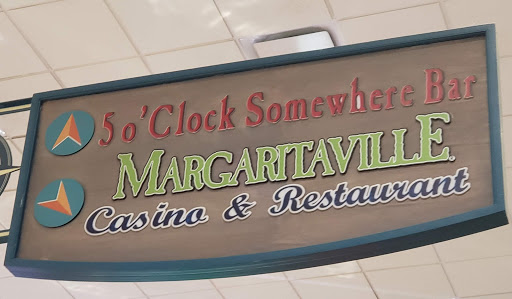 5 o'Clock Somewhere Bar
MARGARITAVILLE
Casino & Restaurant